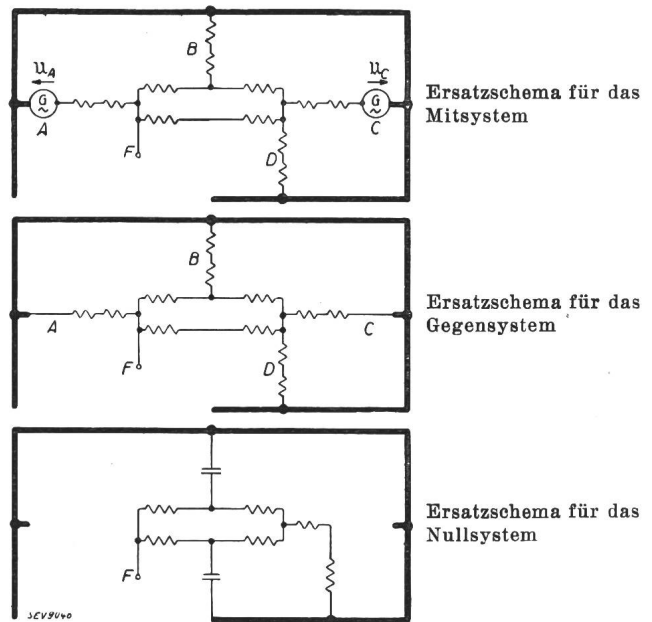 B
𝔘A
𝔘C
G
G
A
C
F
D
Ersatzschema für das
Mitsystem
B
A
C
F
D
Ersatzschema für das
Gegensystem
F
Ersatzschema für das
Nullsystem
SEV9040